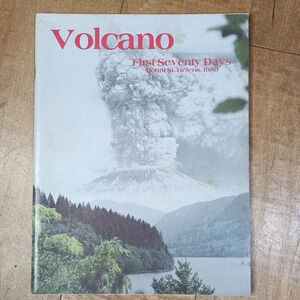 Volcano
First Seventy Days
Mount St. Helens, 1980